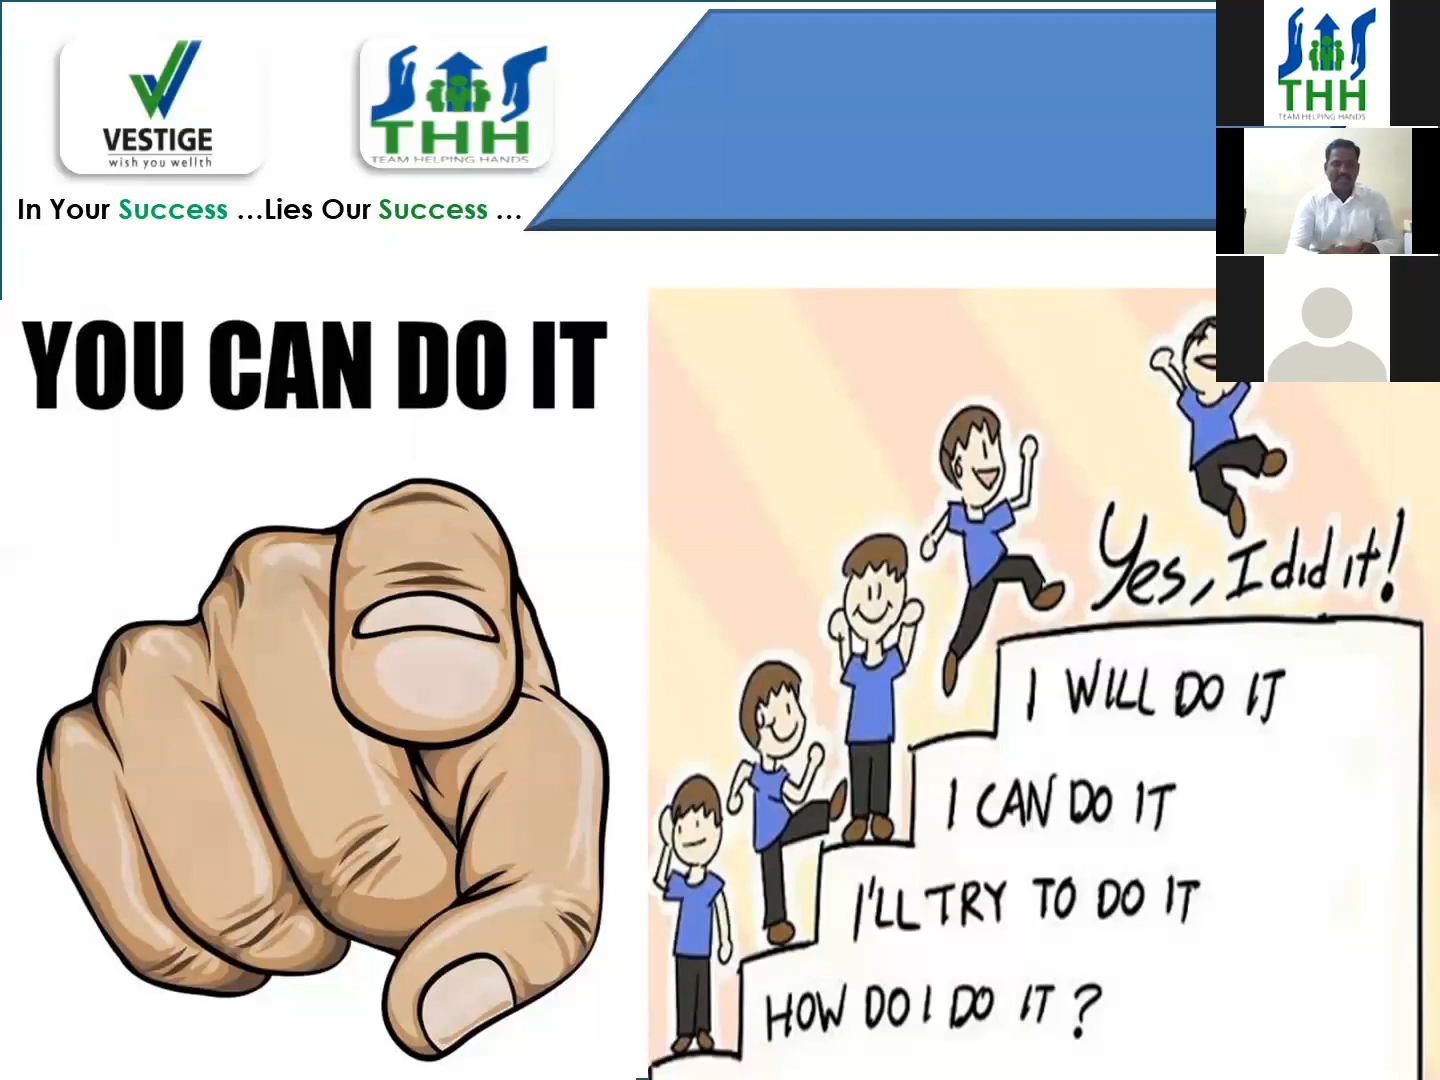 VESTIGE
wish you wellth
THH
TEAM HELPING HANDS
In Your Success ...Lies Our Success ...
THH
TEAM HELPING HANDS
YOU CAN DO IT
Yes, I did it!
I WILL DO IT
I CAN DO IT
I'LL TRY TO DO IT
HOW DO I DO IT ?